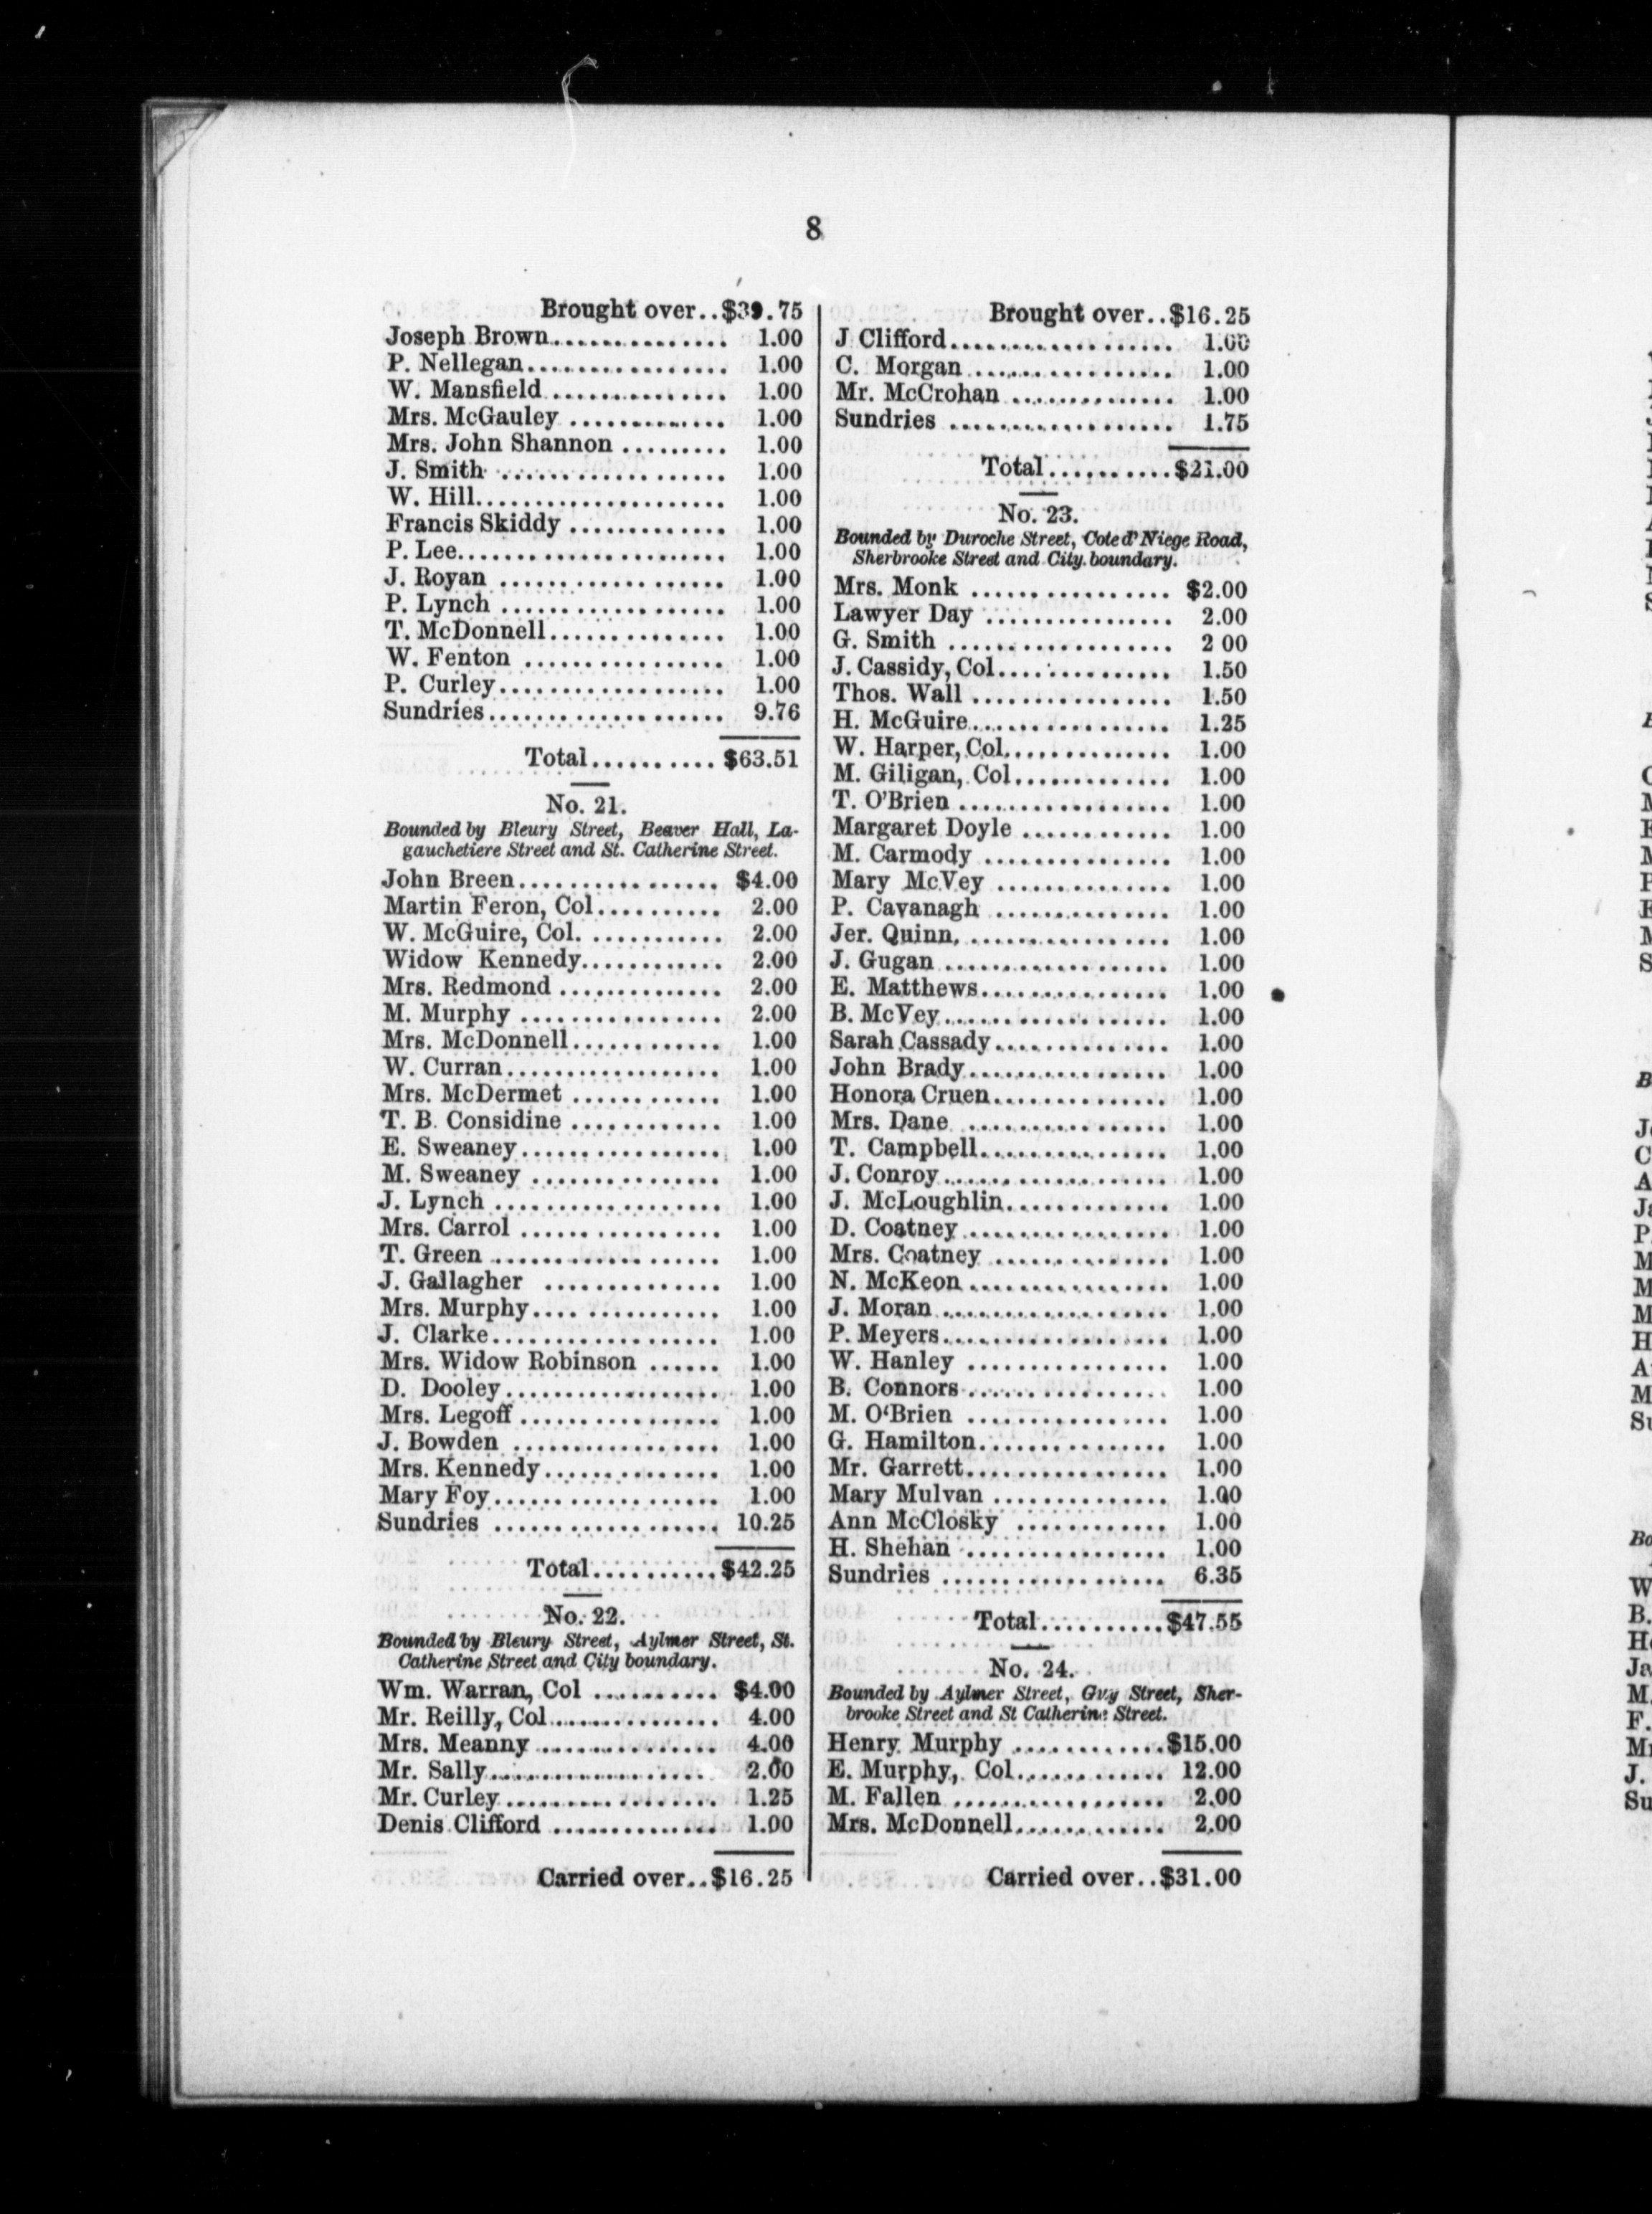 8
Brought over..$39.75
Joseph Brown............... 1.00
P. Nellegan................ 1.00
W. Mansfield .............. 1.00
Mrs. McGauley ............. 1.00
Mrs. John Shannon ......... 1.00
J. Smith .................. 1.00
W. Hill.................... 1.00
Francis Skiddy ............ 1.00
P. Lee..................... 1.00
J. Royan .................. 1.00
P. Lynch .................. 1.00
T. McDonnell............... 1.00
W. Fenton ................. 1.00
P. Curley.................. 1.00
Sundries................... 9.76
Total.......... $63.51
No. 21.
Bounded by Bleury Street, Beaver Hall, La-
gauchetiere Street and St. Catherine Street.
John Breen................ $4.00
Martin Feron, Col.......... 2.00
W. McGuire, Col. .......... 2.00
Widow Kennedy............ 2.00
Mrs. Redmond ............. 2.00
M. Murphy ................ 2.00
Mrs. McDonnell............ 1.00
W. Curran.................. 1.00
Mrs. McDermet ............ 1.00
T. B. Considine ............ 1.00
E. Sweaney................. 1.00
M. Sweaney ............... 1.00
J. Lynch ................... 1.00
Mrs. Carrol ................ 1.00
T. Green ................... 1.00
J. Gallagher ............... 1.00
Mrs. Murphy................ 1.00
J. Clarke................... 1.00
Mrs. Widow Robinson ...... 1.00
D. Dooley.................. 1.00
Mrs. Legoff ................ 1.00
J. Bowden ................. 1.00
Mrs. Kennedy.............. 1.00
Mary Foy.................. 1.00
Sundries .................. 10.25
Total..........$42.25
No. 22.
Bounded by Bleury Street, Aylmer Street, St.
Catherine Street and City boundary.
Wm. Warran, Col .......... $4.00
Mr. Reilly, Col.............. 4.00
Mrs. Meanny ............... 4.00
Mr. Sally................... 2.00
Mr. Curley.................. 1.25
Denis Clifford .............. 1.00
Carried over..$16.25
Brought over..$16.25
J Clifford................... 1.00
C. Morgan ................. 1.00
Mr. McCrohan .............. 1.00
Sundries ................... 1.75
Total..........$21.00
No. 23.
Bounded by Duroche Street, Cote d' Niege Road,
Sherbrooke Street and City boundary.
Mrs. Monk ................. $2.00
Lawyer Day ................ 2.00
G. Smith ................... 2 00
J. Cassidy, Col............... 1.50
Thos. Wall ................. 1.50
H. McGuire.................. 1.25
W. Harper, Col.............. 1.00
M. Giligan, Col.............. 1.00
T. O'Brien .................. 1.00
Margaret Doyle ............. 1.00
M. Carmody ................ 1.00
Mary McVey ............... 1.00
P. Cavanagh ............... 1.00
Jer. Quinn.................. 1.00
J. Gugan ................... 1.00
E. Matthews................ 1.00
B. McVey................... 1.00
Sarah Cassady.............. 1.00
John Brady................. 1.00
Honora Cruen............... 1.00
Mrs. Dane ................. 1.00
T. Campbell................ 1.00
J. Conroy................... 1.00
J. McLoughlin.............. 1.00
D. Coatney................. 1.00
Mrs. Coatney .............. 1.00
N. McKeon................. 1.00
J. Moran ................... 1.00
P. Meyers................... 1.00
W. Hanley ................. 1.00
B. Connors.................. 1.00
M. O‘Brien ................. 1.00
G. Hamilton................ 1.00
Mr. Garrett................. 1.00
Mary Mulvan ............... 1.00
Ann McClosky ............. 1.00
H. Shehan ................. 1.00
Sundries ................... 6.35
Total..........$47.55
No. 24.
Bounded by Aylmer Street, Guy Street, Sher-
brooke Street and St Catherine Street.
Henry Murphy .............$15.00
E. Murphy, Col............ 12.00
M. Fallen .................. 2.00
Mrs. McDonnell............. 2.00
Carried over..$31.00